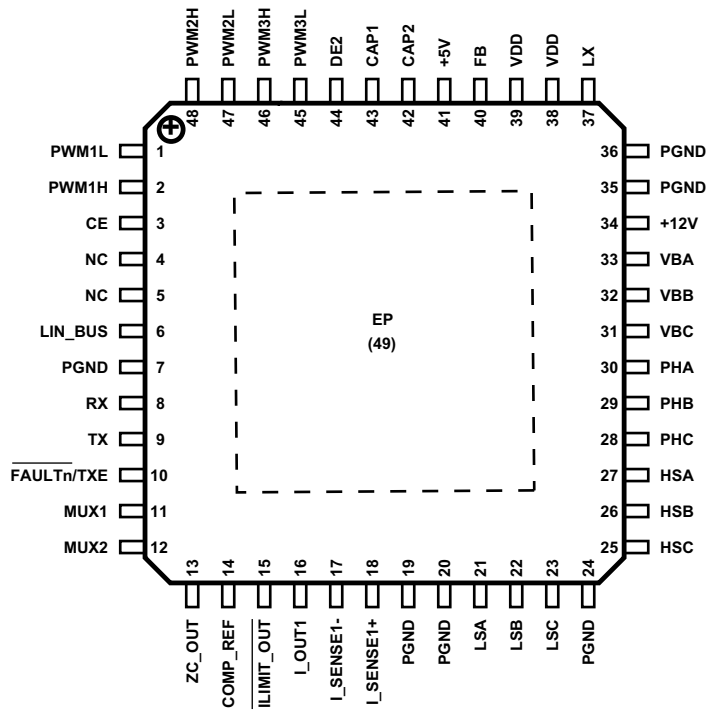 PWM2H
PWM2L
PWM3H
PWM3L
DE2
CAP1
CAP2
+5V
FB
VDD
VDD
LX
48
47
46
45
44
43
42
41
40
39
38
37
PWM1L 1
PWM1H 2
CE 3
NC 4
NC 5
LIN_BUS 6
PGND 7
RX 8
TX 9
FAULTn/TXE 10
MUX1 11
MUX2 12
EP
(49)
36 PGND
35 PGND
34 +12V
33 VBA
32 VBB
31 VBC
30 PHA
29 PHB
28 PHC
27 HSA
26 HSB
25 HSC
13
14
15
16
17
18
19
20
21
22
23
24
ZC_OUT
COMP_REF
ILIMIT_OUT
I_OUT1
I_SENSE1-
I_SENSE1+
PGND
PGND
LSA
LSB
LSC
PGND